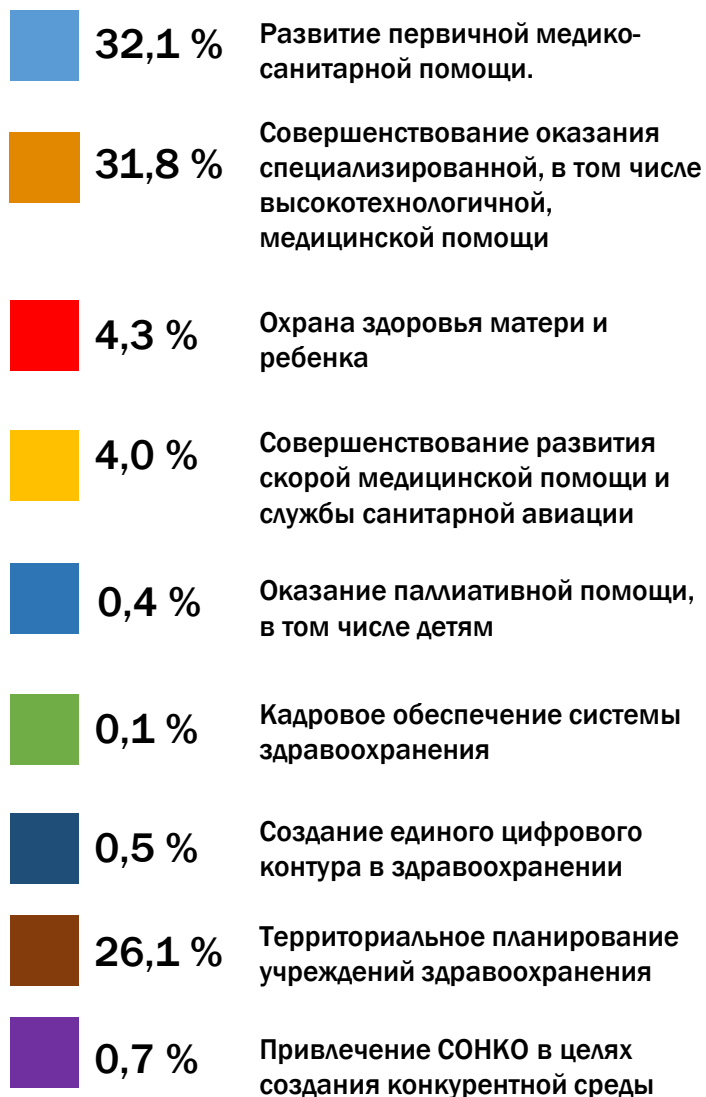 32,1 %
Развитие первичной медико-
санитарной помощи.
31,8 %
Совершенствование оказания
специализированной, в том числе
высокотехнологичной,
медицинской помощи
4,3 %
Охрана здоровья матери и
ребенка
4,0 %
Совершенствование развития
скорой медицинской помощи и
службы санитарной авиации
0,4 %
Оказание паллиативной помощи,
в том числе детям
0,1 %
Кадровое обеспечение системы
здравоохранения
0,5 %
Создание единого цифрового
контура в здравоохранении
26,1 %
Территориальное планирование
учреждений здравоохранения
0,7 %
Привлечение СОНКО в целях
создания конкурентной среды